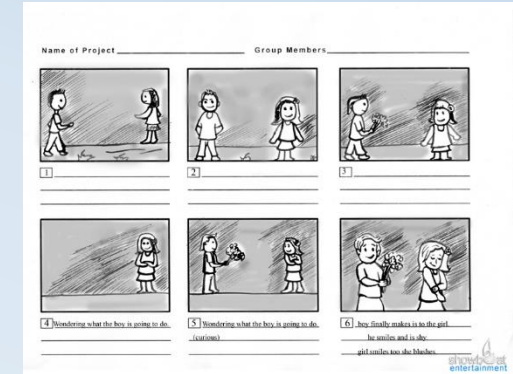 Name of Project Group Members
1
2
3
4 Wondering what the boy is going to do.
5 Wondering what the boy is going to do.
(curious)
6 boy finally makes is to the girl.
he smiles and is shy.
girl smiles too she blushes.
showboat
entertainment